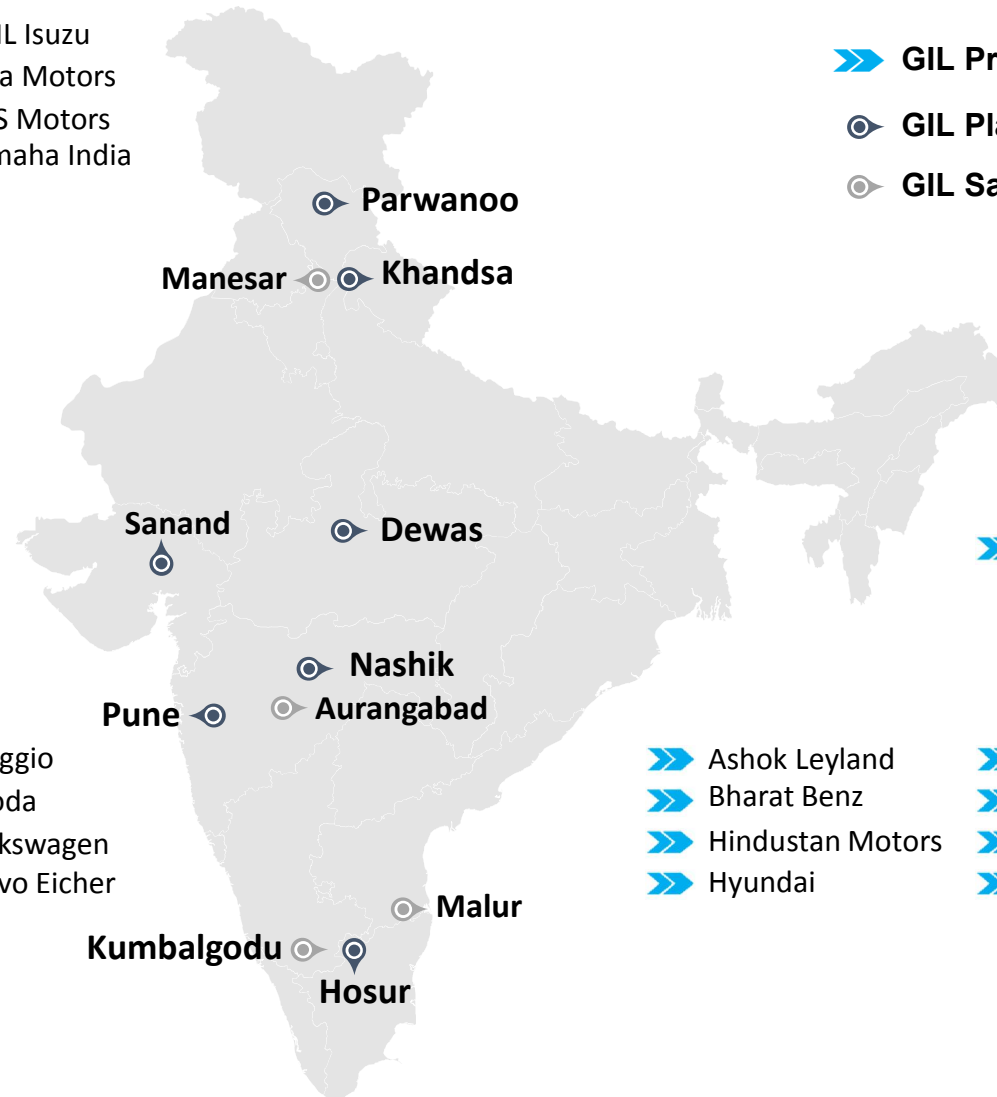 IL Isuzu
a Motors
S Motors
maha India
GIL Pr
GIL Pla
GIL Sa
Parwanoo
Manesar
Khandsa
Sanand
Dewas
Nashik
Pune
Aurangabad
ggio
oda
kswagen
vo Eicher
Ashok Leyland
Bharat Benz
Hindustan Motors
Hyundai
Malur
Kumbalgodu
Hosur